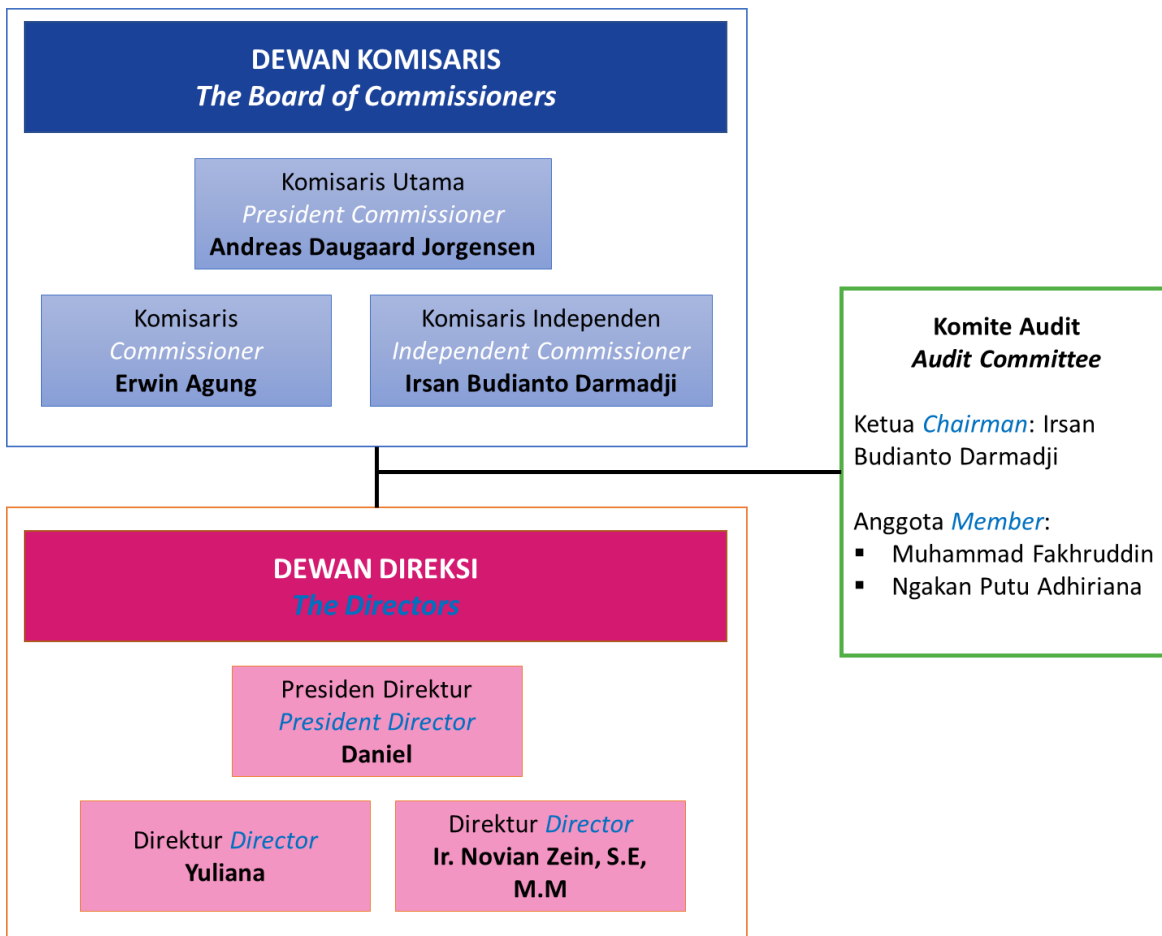 DEWAN KOMISARIS
The Board of Commissioners
Komisaris Utama
President Commissioner
Andreas Daugaard Jorgensen
Komisaris
Commissioner
Erwin Agung
Komisaris Independen
Independent Commissioner
Irsan Budianto Darmadji
Komite Audit
Audit Committee
Ketua Chairman: Irsan
Budianto Darmadji
Anggota Member:
▪ Muhammad Fakhruddin
▪ Ngakan Putu Adhiriana
DEWAN DIREKSI
The Directors
Presiden Direktur
President Director
Daniel
Direktur Director
Yuliana
Direktur Director
Ir. Novian Zein, S.E,
M.M